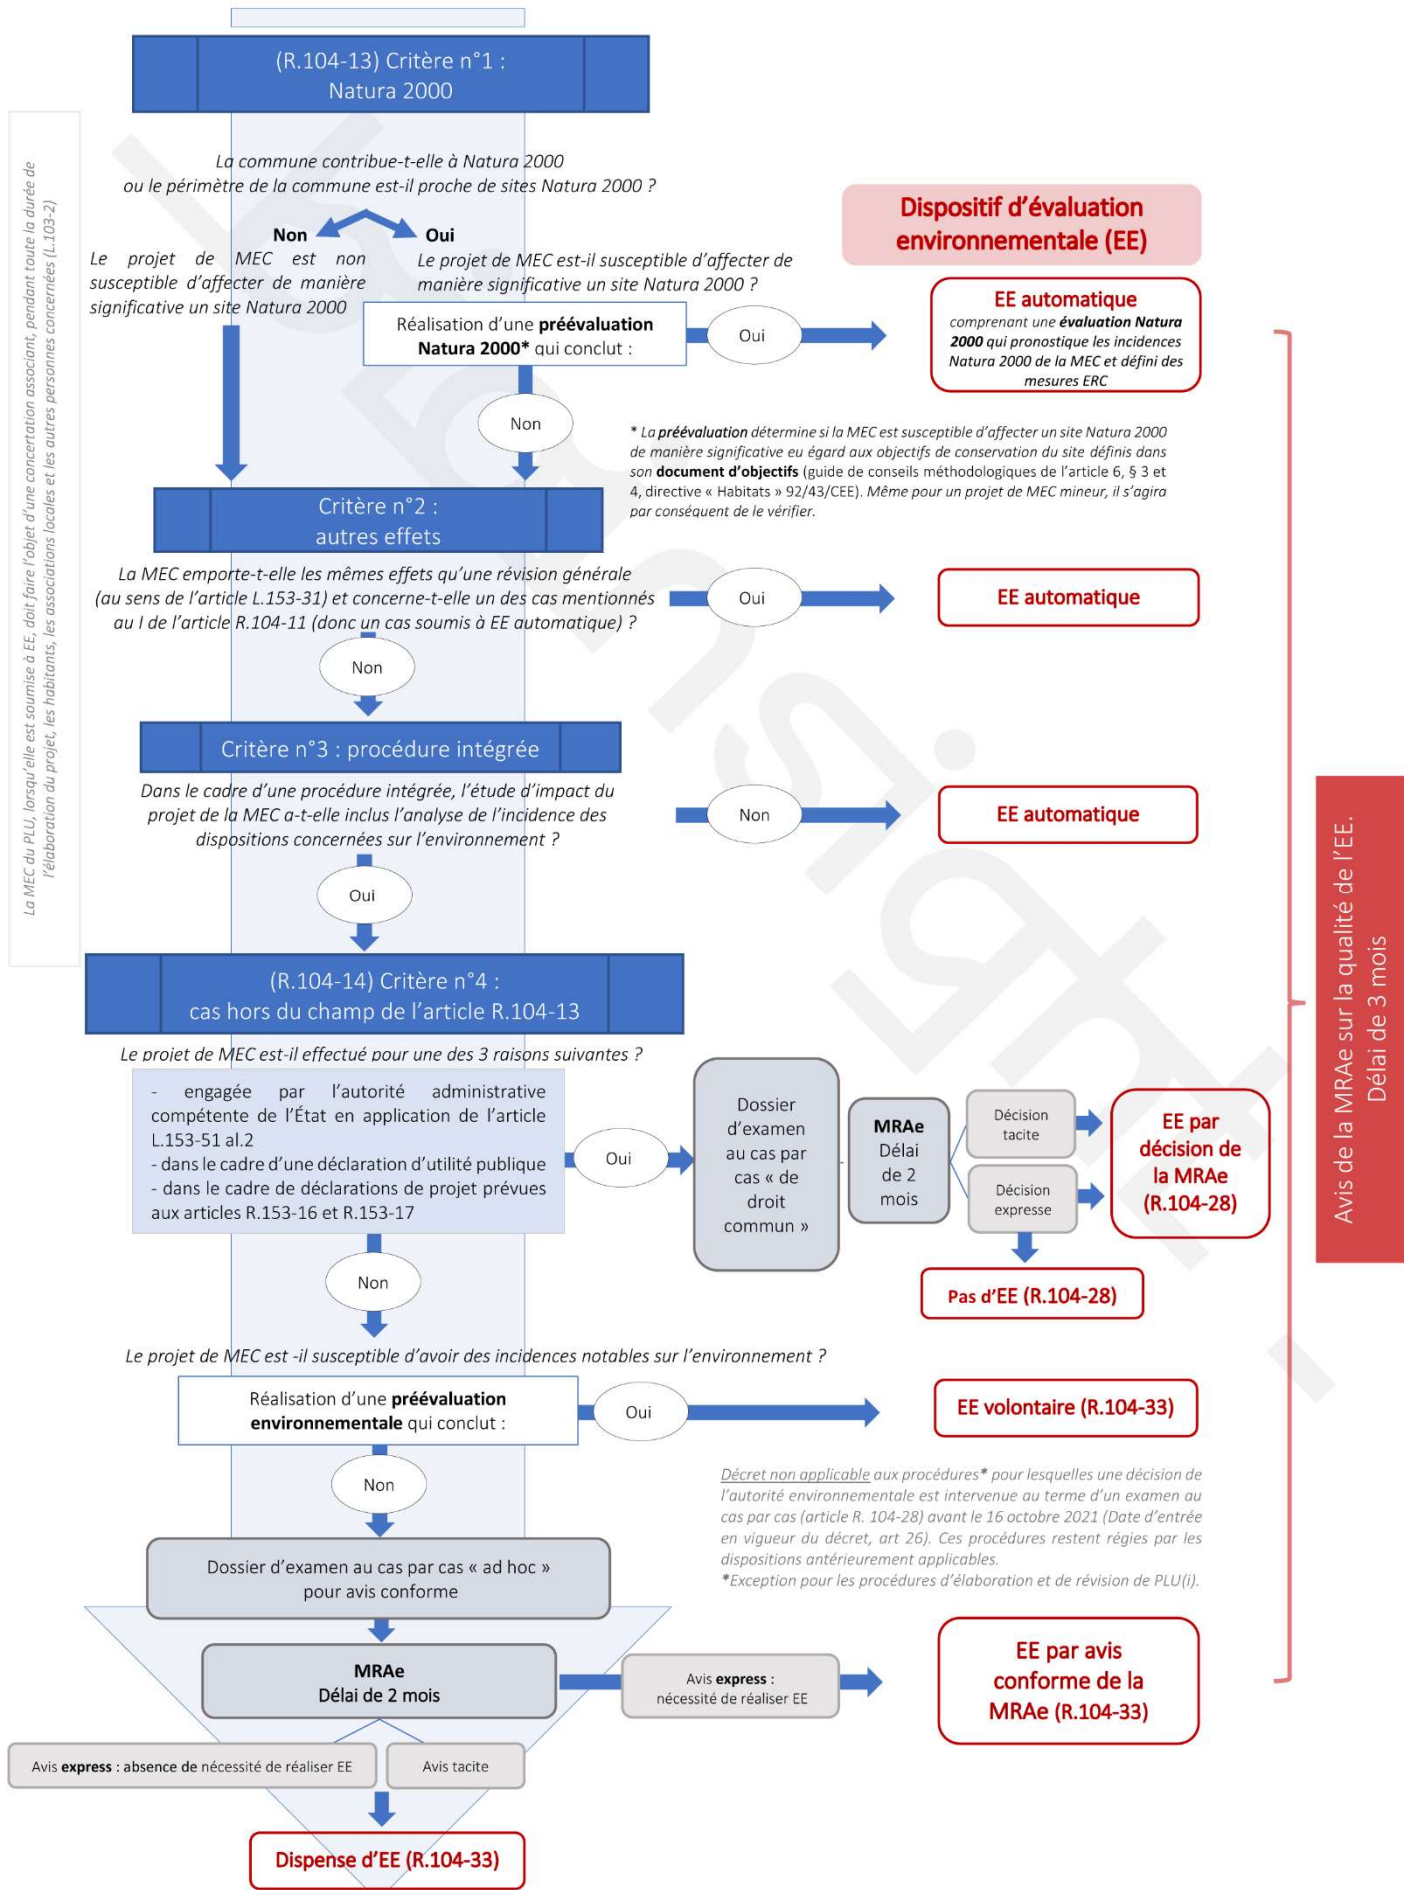 (R.104-13) Critère n°1 :
Natura 2000
La MEC du PLU, lorsqu'elle est soumise à EE, doit faire l'objet d'une concertation associant, pendant toute la durée de
l'élaboration du projet, les habitants, les associations locales et les autres personnes concernées (L.103-2)
La commune contribue-t-elle à Natura 2000
ou le périmètre de la commune est-il proche de sites Natura 2000 ?
Non
Oui
Le projet de MEC est non
susceptible d'affecter de manière
significative un site Natura 2000
Le projet de MEC est-il susceptible d'affecter de
manière significative un site Natura 2000 ?
Dispositif d'évaluation
environnementale (EE)
Réalisation d'une préévaluation
Natura 2000* qui conclut :
Oui
EE automatique
comprenant une évaluation Natura
2000 qui pronostique les incidences
Natura 2000 de la MEC et défini des
mesures ERC
Non
* La préévaluation détermine si la MEC est susceptible d'affecter un site Natura 2000
de manière significative eu égard aux objectifs de conservation du site définis dans
son document d'objectifs (guide de conseils méthodologiques de l'article 6, § 3 et
4, directive « Habitats » 92/43/CEE). Même pour un projet de MEC mineur, il s'agira
par conséquent de le vérifier.
Critère n°2 :
autres effets
La MEC emporte-t-elle les mêmes effets qu'une révision générale
(au sens de l'article L.153-31) et concerne-t-elle un des cas mentionnés
au I de l'article R.104-11 (donc un cas soumis à EE automatique) ?
Oui
EE automatique
Non
Critère n°3 : procédure intégrée
Dans le cadre d'une procédure intégrée, l'étude d'impact du
projet de la MEC a-t-elle inclus l'analyse de l'incidence des
dispositions concernées sur l'environnement ?
Non
EE automatique
Oui
Avis de la MRAe sur la qualité de l'EE.
Délai de 3 mois
(R.104-14) Critère n°4 :
cas hors du champ de l'article R.104-13
Le projet de MEC est-il effectué pour une des 3 raisons suivantes ?
- engagée par l'autorité administrative
compétente de l'État en application de l'article
L.153-51 al.2
- dans le cadre d'une déclaration d'utilité publique
- dans le cadre de déclarations de projet prévues
aux articles R.153-16 et R.153-17
Oui
Dossier
d'examen
au cas par
cas « de
droit
commun »
MRAe
Délai
de 2
mois
Décision
tacite
Décision
expresse
EE par
décision de
la MRAe
(R.104-28)
Pas d'EE (R.104-28)
Non
Le projet de MEC est -il susceptible d'avoir des incidences notables sur l'environnement ?
Réalisation d'une préévaluation
environnementale qui conclut :
Oui
EE volontaire (R.104-33)
Non
Décret non applicable aux procédures* pour lesquelles une décision de
l'autorité environnementale est intervenue au terme d'un examen au
cas par cas (article R. 104-28) avant le 16 octobre 2021 (Date d'entrée
en vigueur du décret, art 26). Ces procédures restent régies par les
dispositions antérieurement applicables.
*Exception pour les procédures d'élaboration et de révision de PLU(i).
Dossier d'examen au cas par cas « ad hoc »
pour avis conforme
MRAe
Délai de 2 mois
Avis express :
nécessité de réaliser EE
EE par avis
conforme de la
MRAe (R.104-33)
Avis express : absence de nécessité de réaliser EE
Avis tacite
Dispense d'EE (R.104-33)